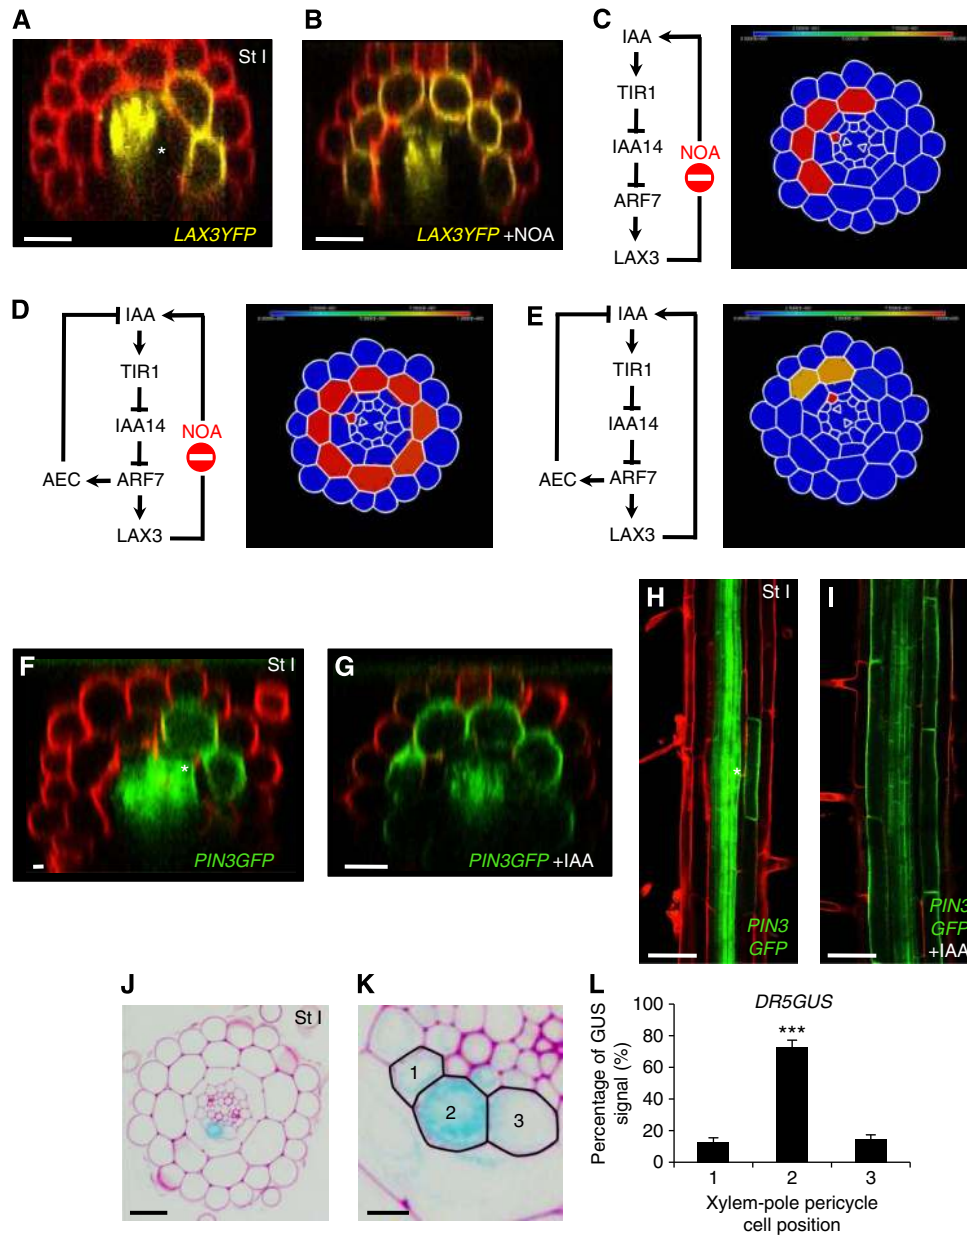 A
St I
*
LAX3YFP
B
LAX3YFP +NOA
C
IAA
TIR1
IAA14
ARF7
LAX3
NOA
D
IAA
TIR1
IAA14
AEC
ARF7
LAX3
NOA
E
IAA
TIR1
IAA14
AEC
ARF7
LAX3
F
St I
*
PIN3GFP
G
PIN3GFP +IAA
H
St I
*
PIN3
GFP
I
PIN3
GFP
+IAA
J
St I
K
1
2
3
L
DR5GUS
Percentage of GUS
signal (%)
100
80
60
40
20
0
***
1 2 3
Xylem-pole pericycle
cell position